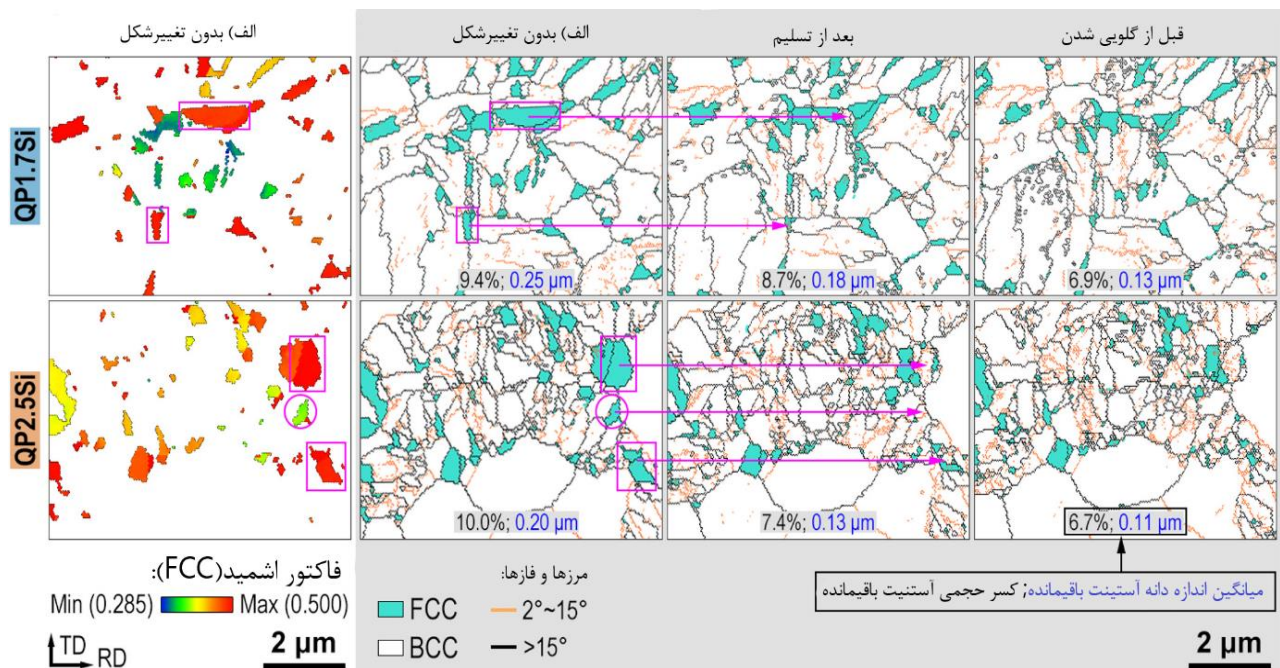 الف) بدون تغییرشکل
الف) بدون تغییرشکل
بعد از تسلیم
قبل از گلویی شدن
QP1.7Si
9.4%; 0.25 µm
8.7%; 0.18 µm
6.9%; 0.13 µm
QP2.5Si
10.0%; 0.20 µm
7.4%; 0.13 µm
6.7%; 0.11 µm
فاکتور اشمید(FCC):
Min (0.285)
Max (0.500)
TD
RD
2 µm
مرزها و فازها:
FCC
2°~15°
BCC
>15°
میانگین اندازه دانه آستینت باقیمانده; کسر حجمی آستنیت باقیمانده
2 µm